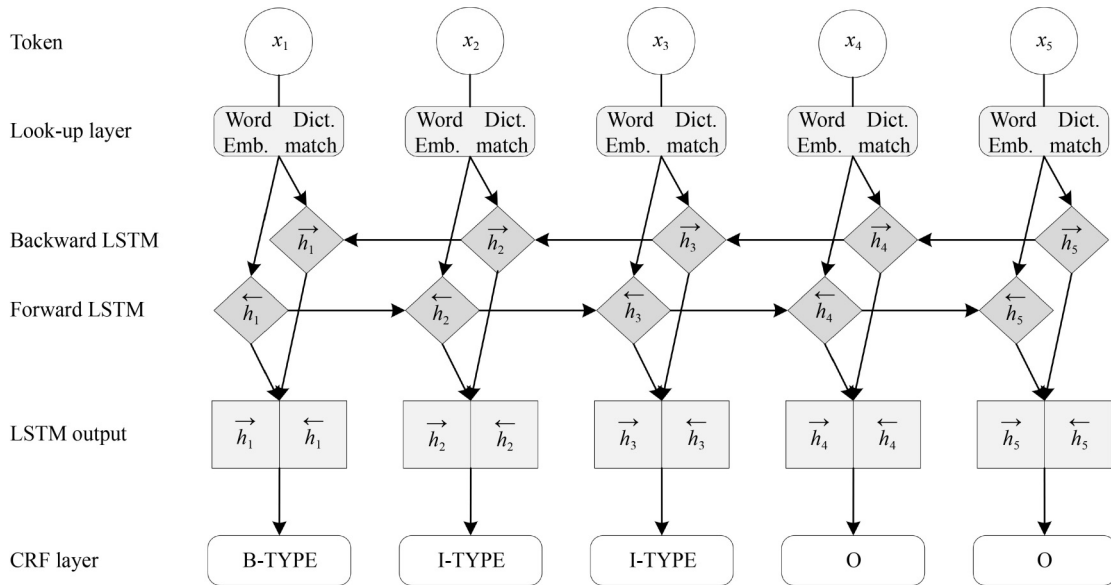 Token x₁ x₂ x₃ x₄ x₅
Look-up layer
Word Dict. Word Dict. Word Dict. Word Dict. Word Dict.
Emb. match Emb. match Emb. match Emb. match Emb. match
Backward LSTM →h₁ →h₂ →h₃ →h₄ →h₅
Forward LSTM ←h₁ ←h₂ ←h₃ ←h₄ ←h₅
LSTM output →h₁ ←h₁ →h₂ ←h₂ →h₃ ←h₃ →h₄ ←h₄ →h₅ ←h₅
CRF layer B-TYPE I-TYPE I-TYPE O O